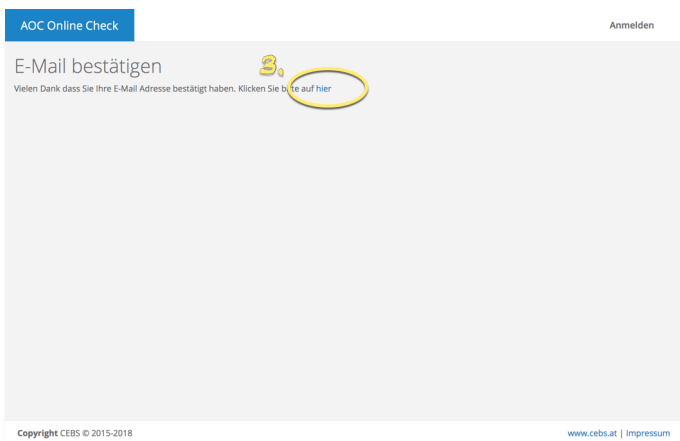 AOC Online Check
Anmelden
E-Mail bestätigen
3.
Vielen Dank dass Sie Ihre E-Mail Adresse bestätigt haben. Klicken Sie bitte auf hier
Copyright CEBS © 2015-2018
www.cebs.at | Impressum